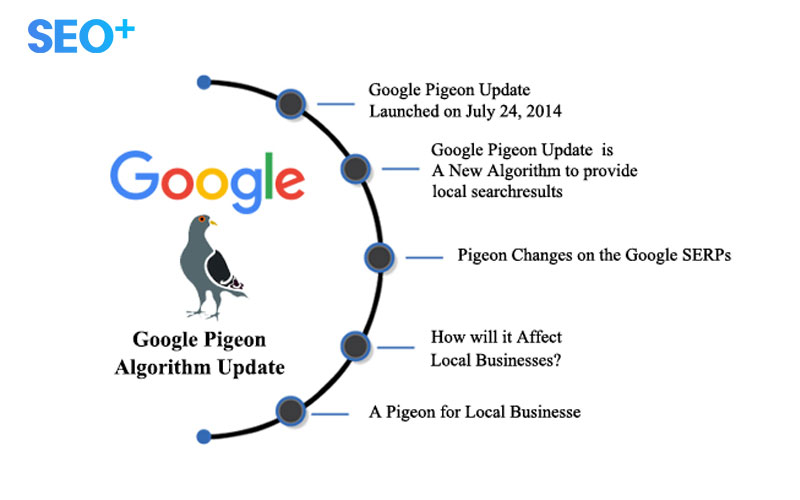 SEO+
Google Pigeon Update
Launched on July 24, 2014
Google Pigeon Update is
A New Algorithm to provide
local searchresults
Google
Pigeon Changes on the Google SERPs
Google Pigeon
Algorithm Update
How will it Affect
Local Businesses?
A Pigeon for Local Businesse